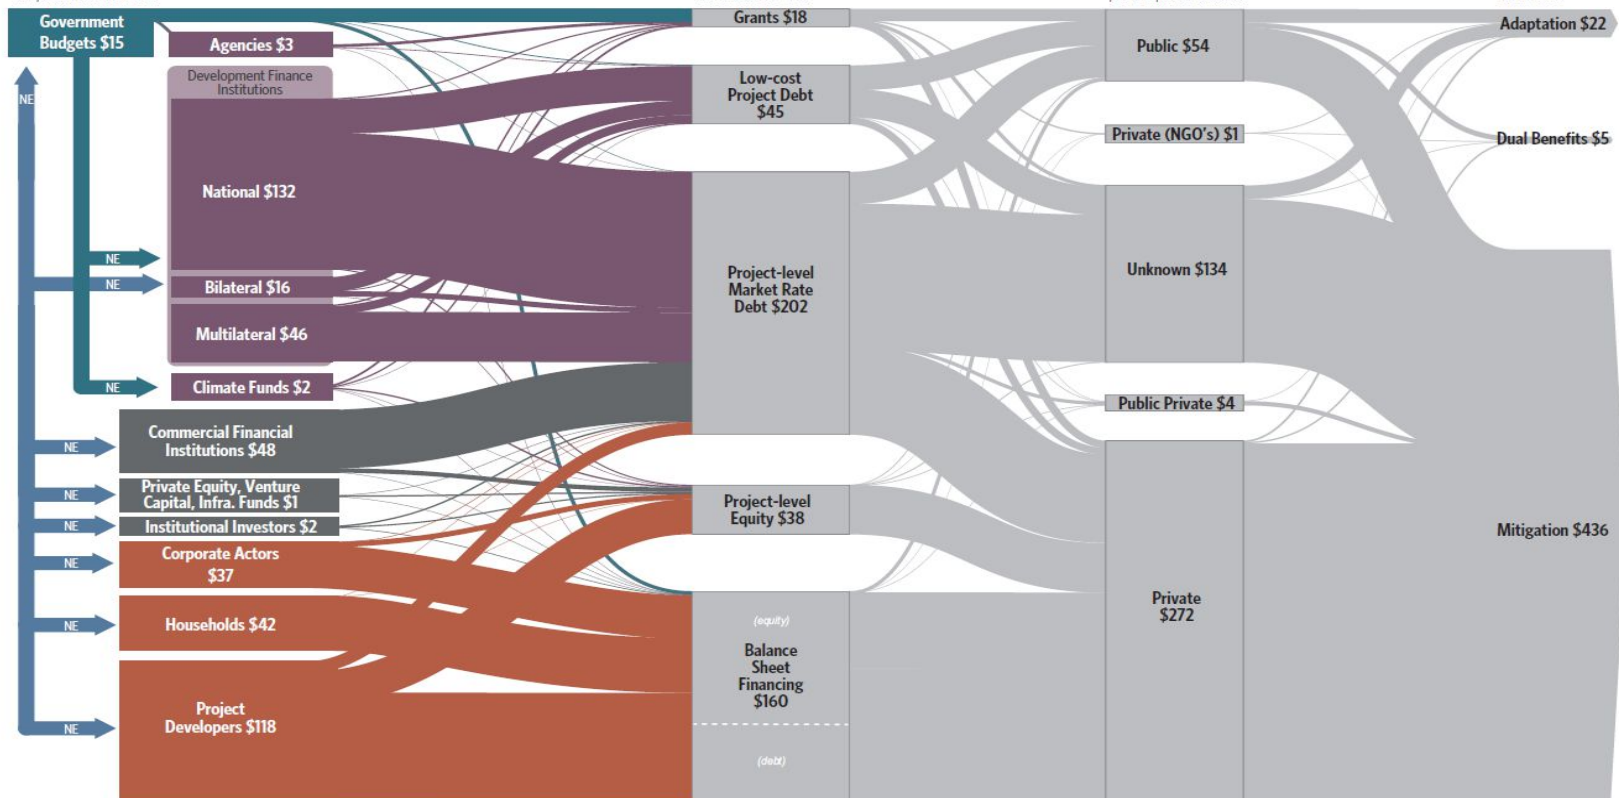 Government
Budgets $15
Agencies $3
Development Finance
Institutions
National $132
Bilateral $16
Multilateral $46
Climate Funds $2
Commercial Financial
Institutions $48
Private Equity, Venture
Capital, Infra. Funds $1
Institutional Investors $2
Corporate Actors
$37
Households $42
Project
Developers $118
NE
NE
NE
NE
NE
NE
NE
NE
NE
NE
Grants $18
Low-cost
Project Debt
$45
Project-level
Market Rate
Debt $202
Project-level
Equity $38
(equity)
Balance
Sheet
Financing
$160
(debt)
Public $54
Private (NGO's) $1
Unknown $134
Public Private $4
Private
$272
Adaptation $22
Dual Benefits $5
Mitigation $436